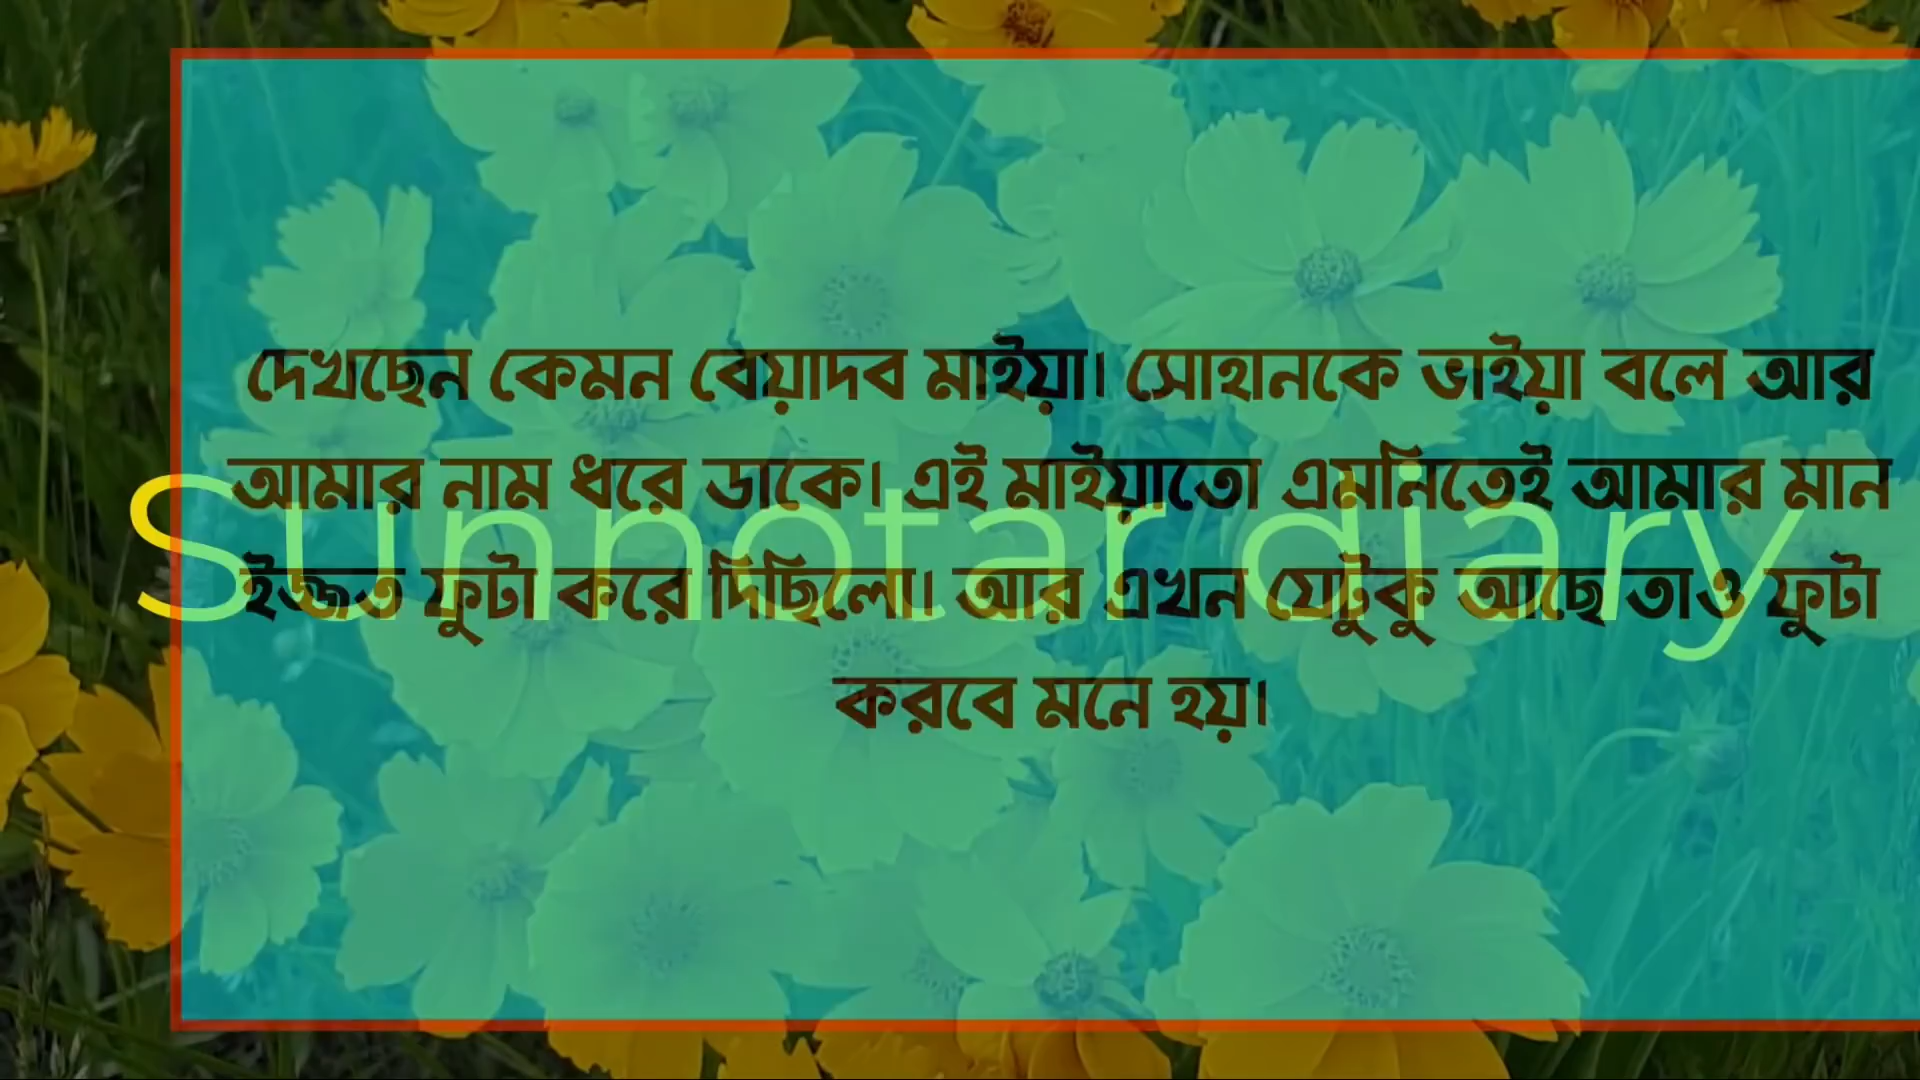 দেখছেন কেমন বেয়াদব মাইয়া। সোহানকে ভাইয়া বলে আর
আমার নাম ধরে ডাকে। এই মাইয়াতো এমনিতেই আমার মান
Sunnotar diary
ইজ্জত ফুটা করে দিছিলো। আর এখন যেটুকু আছে তাও ফুটা
করবে মনে হয়।